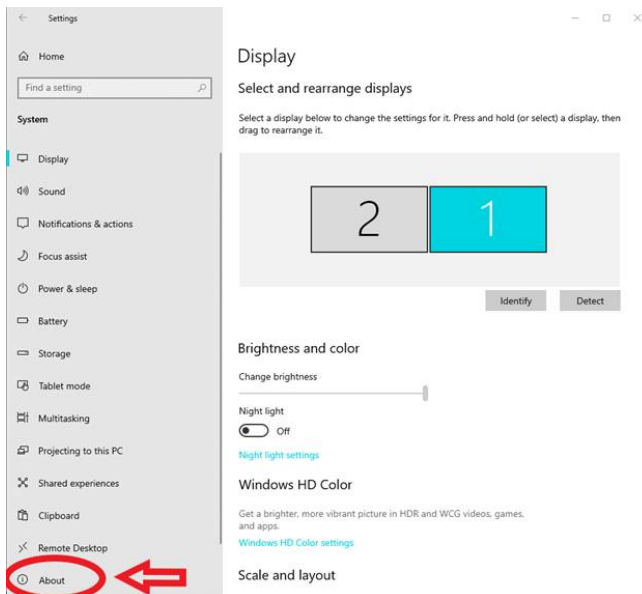 Settings
Home
Find a setting
System
Display
Sound
Notifications & actions
Focus assist
Power & sleep
Battery
Storage
Tablet mode
Multitasking
Projecting to this PC
Shared experiences
Clipboard
Remote Desktop
About
Display
Select and rearrange displays
Select a display below to change the settings for it. Press and hold (or select) a display, then
drag to rearrange it.
2 1
Identify Detect
Brightness and color
Change brightness
Night light
Off
Night light settings
Windows HD Color
Get a brighter, more vibrant picture in HDR and WCG videos, games,
and apps.
Windows HD Color settings
Scale and layout